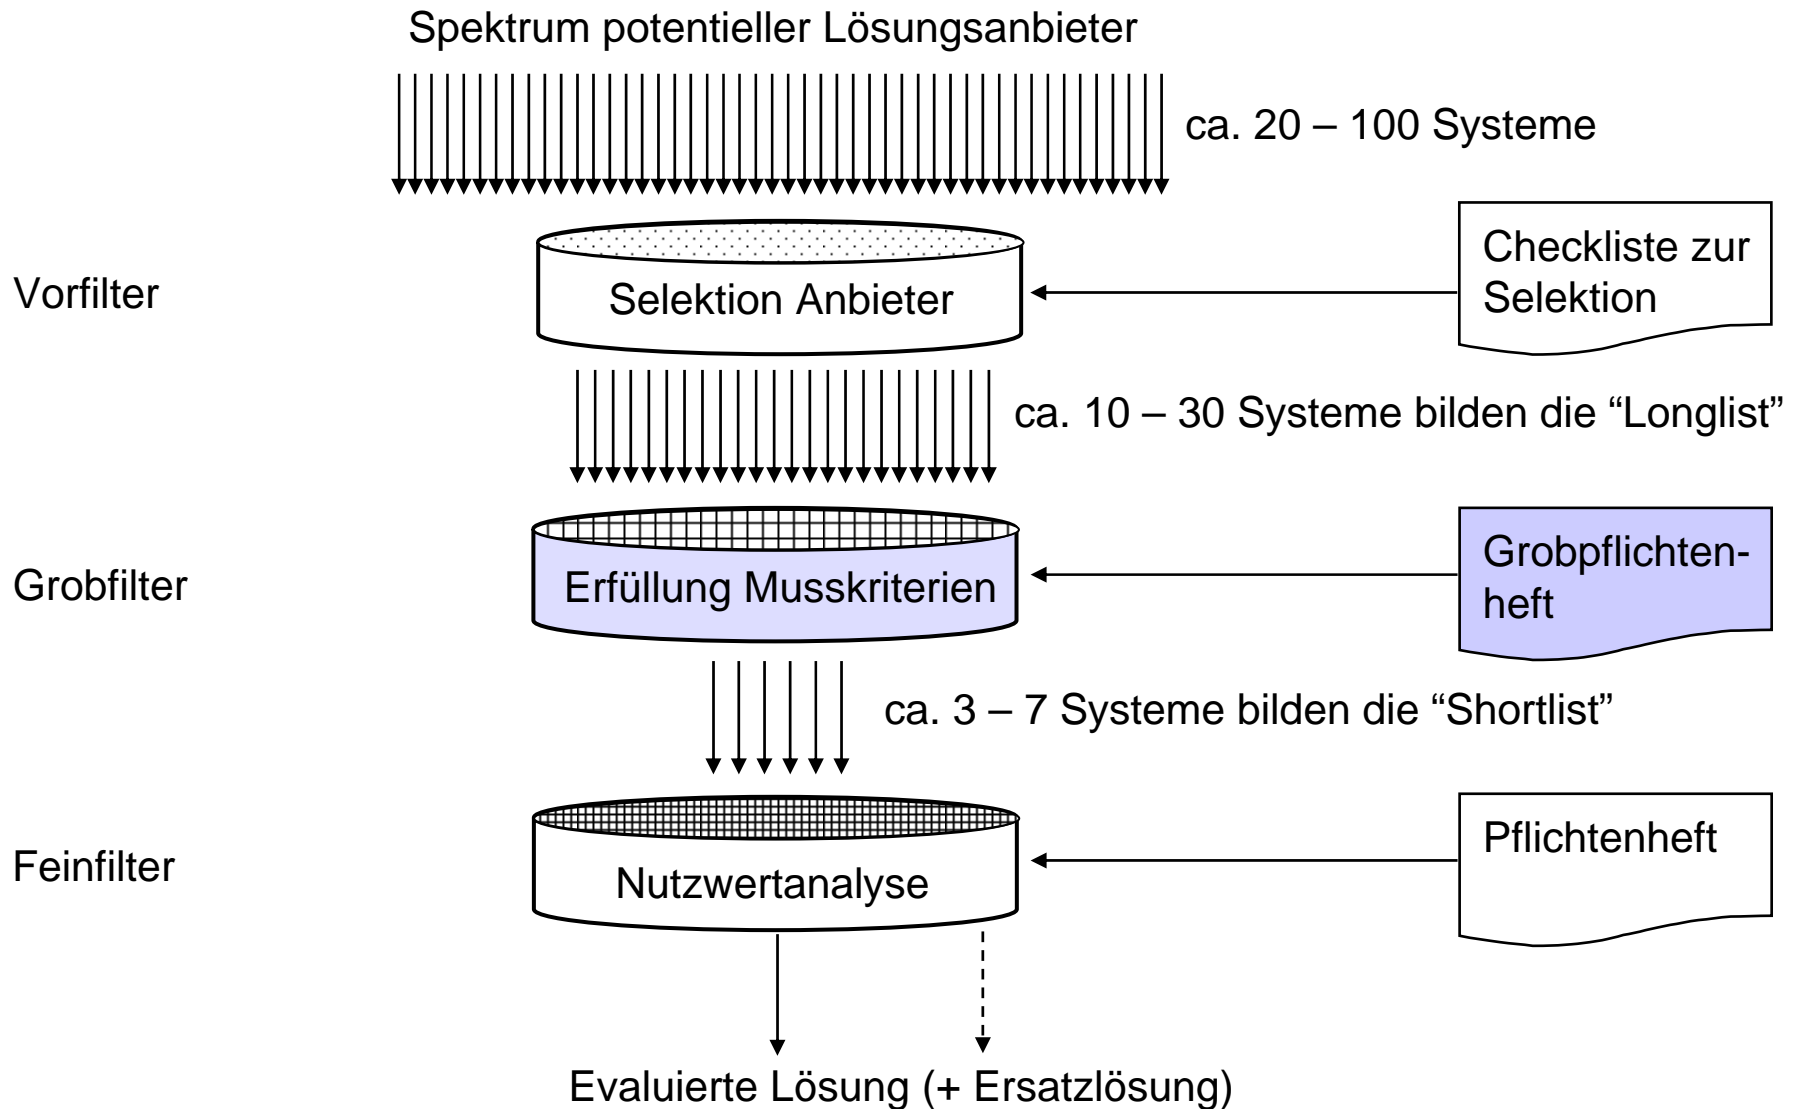 Spektrum potentieller Lösungsanbieter
ca. 20 – 100 Systeme
Vorfilter
Selektion Anbieter
Checkliste zur
Selektion
ca. 10 – 30 Systeme bilden die “Longlist”
Grobfilter
Erfüllung Musskriterien
Grobpflichten-
heft
ca. 3 – 7 Systeme bilden die “Shortlist”
Feinfilter
Nutzwertanalyse
Pflichtenheft
Evaluierte Lösung (+ Ersatzlösung)